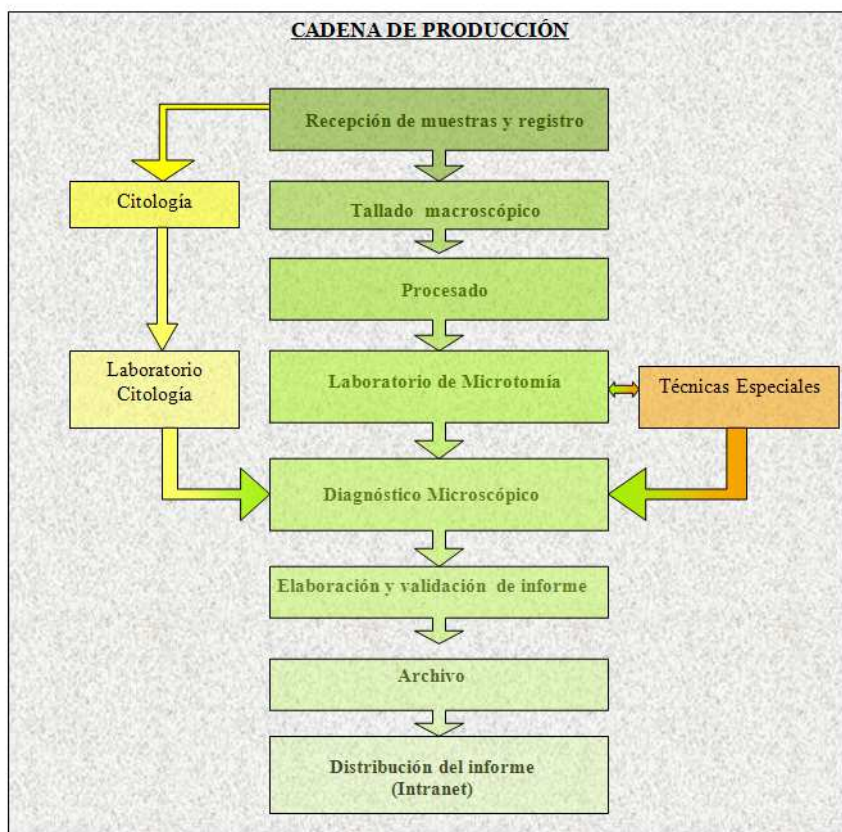 CADENA DE PRODUCCIÓN
Recepción de muestras y registro
Citología
Tallado macroscópico
Procesado
Laboratorio
Citología
Laboratorio de Microtomía
Técnicas Especiales
Diagnóstico Microscópico
Elaboración y validación de informe
Archivo
Distribución del informe
(Intranet)